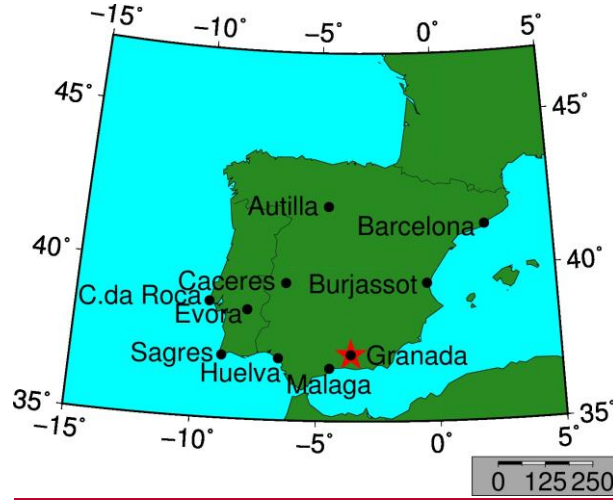 −15° −10° −5° 0° 5°
45° 45°
Autilla
Barcelona
40° 40°
Caceres Burjassot
C.da Roca
Evora
Sagres Granada
Huelva
Malaga
35° 35°
−15° −10° −5° 0° 5°
0 125 250